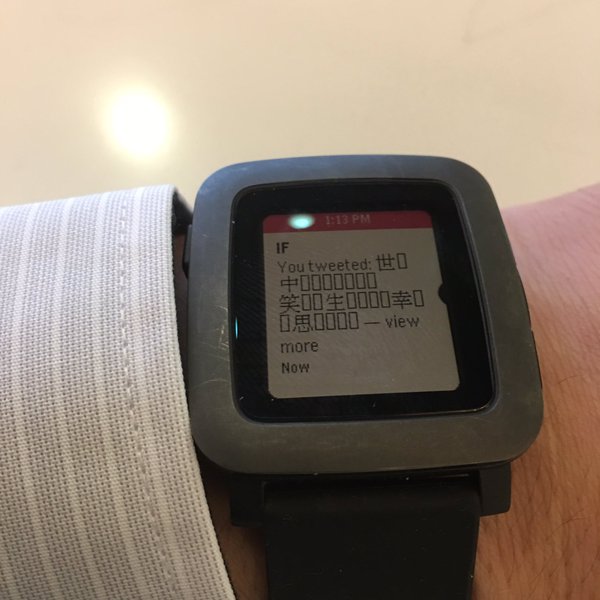 1:13 PM
IF
You tweeted: 世▯
中▯▯▯▯▯▯▯
笑▯▯生▯▯▯▯幸▯
▯思▯▯▯▯ — view
more
Now